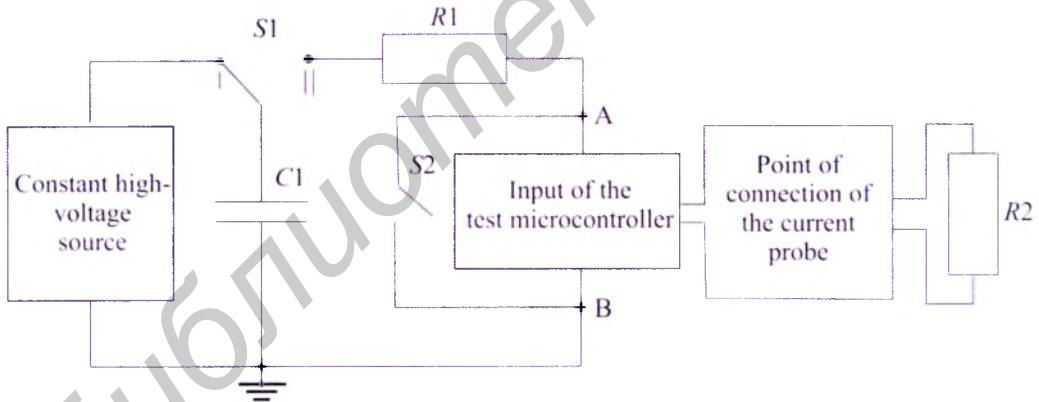 S1
R1
A
Constant high-
voltage
source
C1
S2
Input of the
test microcontroller
Point of
connection of
the current
probe
R2
B
I
II